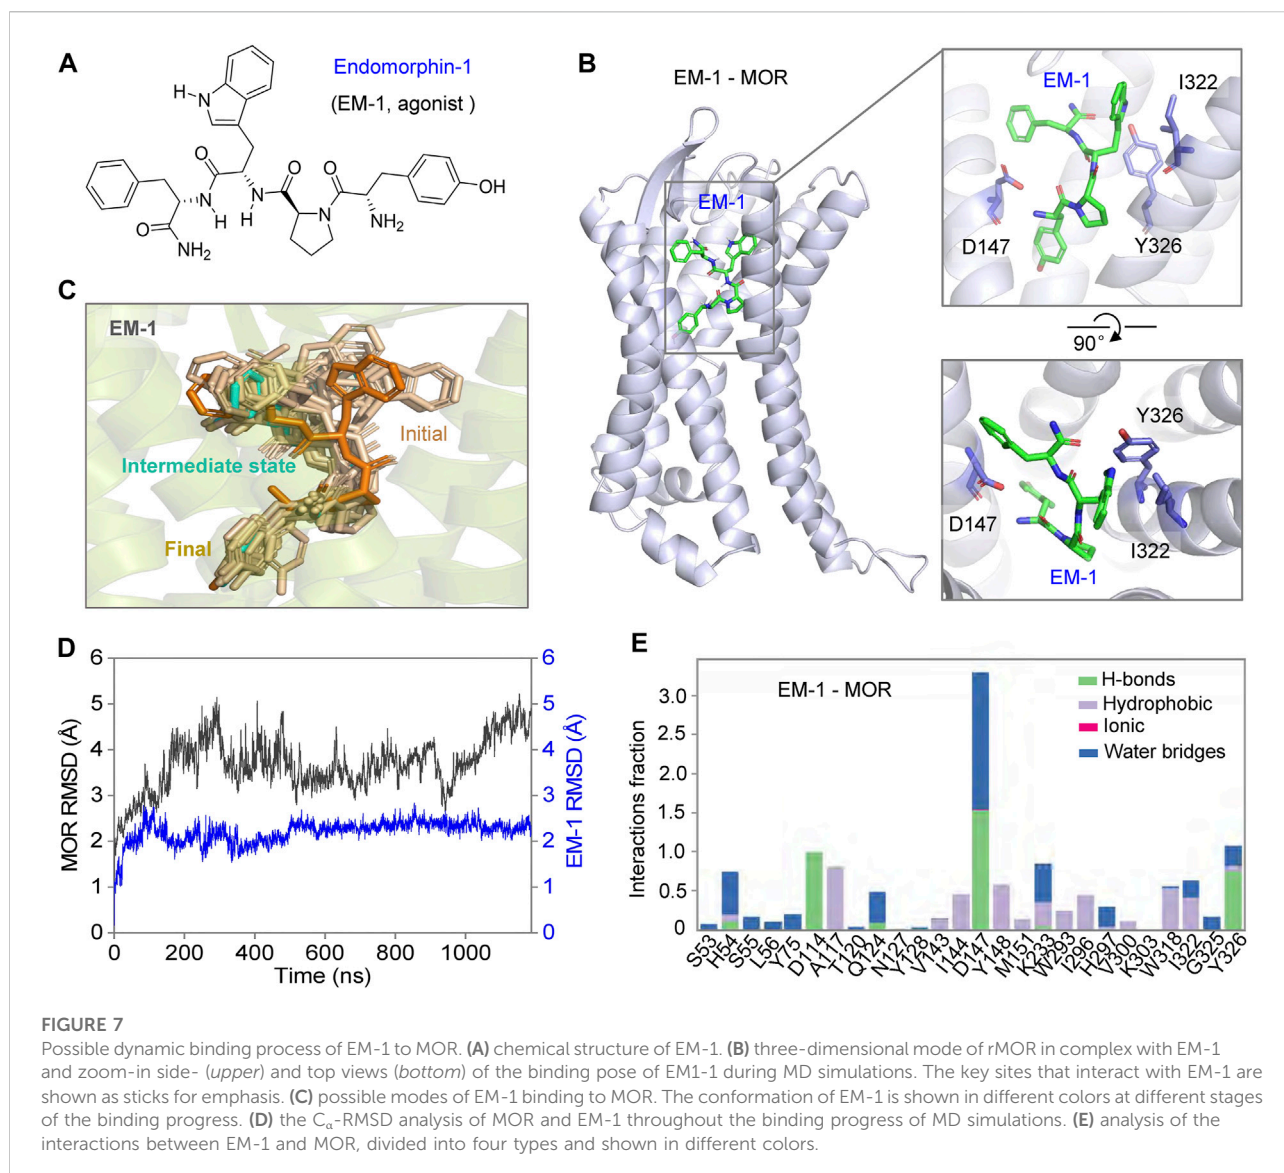 A
Endomorphin-1
(EM-1, agonist )
H
N
O
O
O
N
H
N
H
N
O
NH₂
NH₂
OH
B
EM-1 - MOR
EM-1
EM-1
I322
D147
Y326
90°
Y326
D147
I322
EM-1
C
EM-1
Initial
Intermediate state
Final
D
6
5
4
3
2
1
0
MOR RMSD (Å)
6
5
4
3
2
1
0
EM-1 RMSD (Å)
0 200 400 600 800 1000
Time (ns)
E
EM-1 - MOR
H-bonds
Hydrophobic
Ionic
Water bridges
Interactions fraction
3.0
2.0
1.5
1.0
0.5
0
S53 H54 S55 L56 Y75 D114 A117 T120 Q124 N127 Y128 V143 I144 D147 Y148 M151 K233 W293 I296 H297 V300 K303 W318 I322 G325 Y326
FIGURE 7
Possible dynamic binding process of EM-1 to MOR. (A) chemical structure of EM-1. (B) three-dimensional mode of rMOR in complex with EM-1
and zoom-in side- (upper) and top views (bottom) of the binding pose of EM1-1 during MD simulations. The key sites that interact with EM-1 are
shown as sticks for emphasis. (C) possible modes of EM-1 binding to MOR. The conformation of EM-1 is shown in different colors at different stages
of the binding progress. (D) the Cα-RMSD analysis of MOR and EM-1 throughout the binding progress of MD simulations. (E) analysis of the
interactions between EM-1 and MOR, divided into four types and shown in different colors.